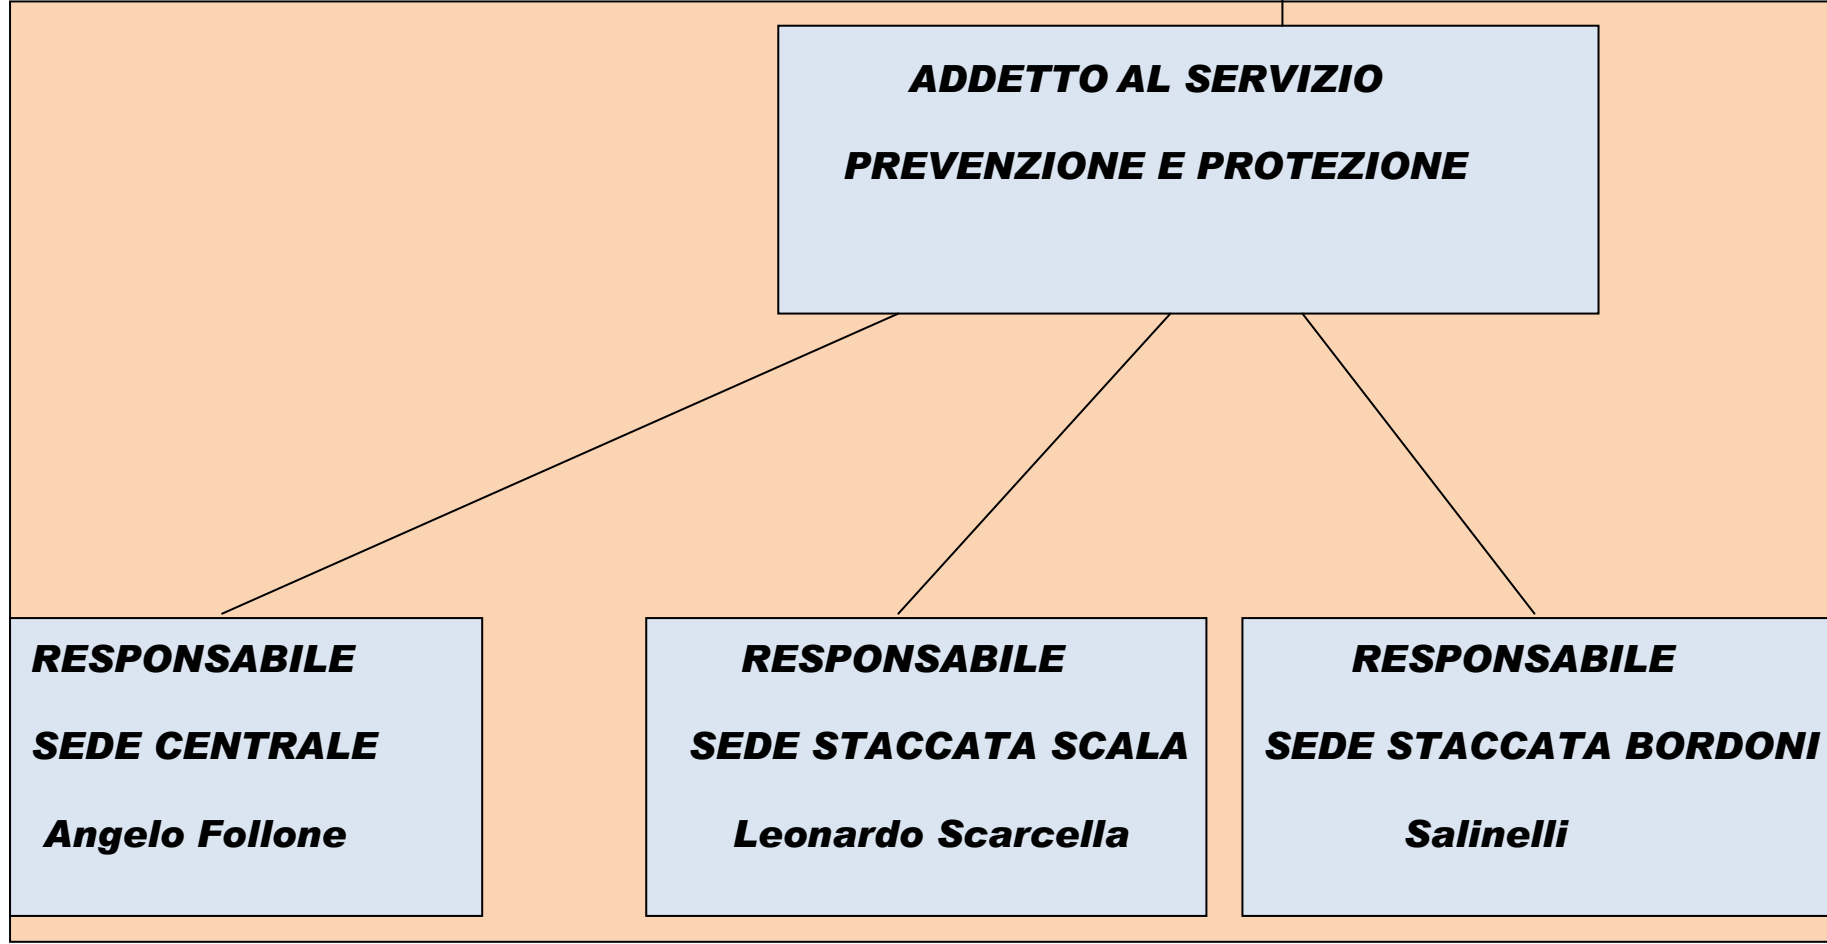 ADDETTO AL SERVIZIO
PREVENZIONE E PROTEZIONE
RESPONSABILE
SEDE CENTRALE
Angelo Follone
RESPONSABILE
SEDE STACCATA SCALA
Leonardo Scarcella
RESPONSABILE
SEDE STACCATA BORDONI
Salinelli